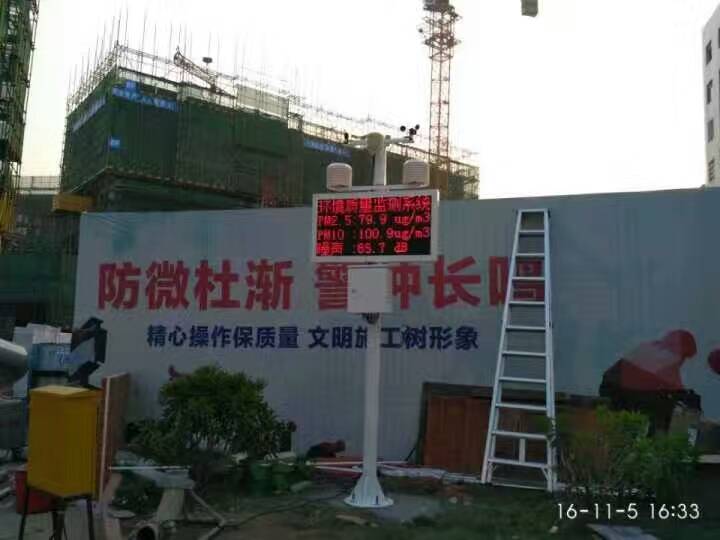 环境质量监测系统
PM2.5:79.9 ug/m3
PM10 :100.9ug/m3
噪声 :65.7 dB
防微杜渐 警钟长鸣
精心操作保质量 文明施工树形象
16-11-5 16:33